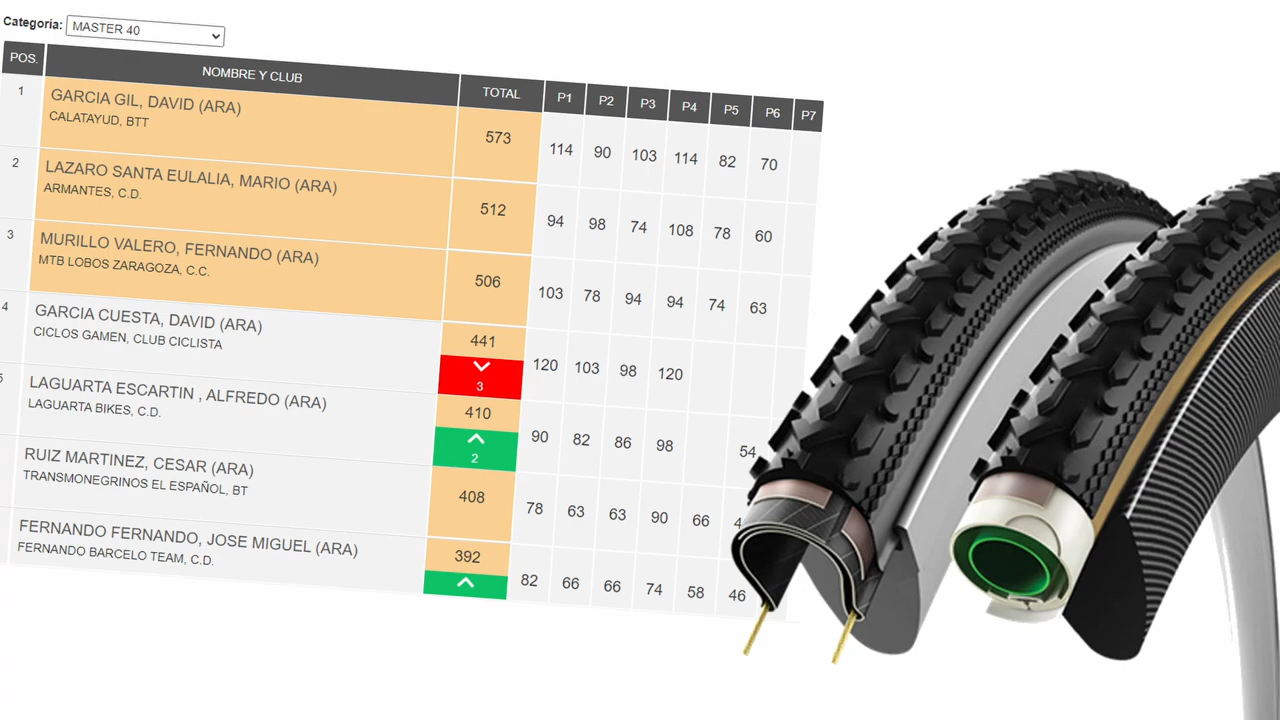 Categoría: MASTER 40
POS. NOMBRE Y CLUB TOTAL P1 P2 P3 P4 P5 P6 P7
1 GARCIA GIL, DAVID (ARA) 573 114 90 103 114 82 70
CALATAYUD, BTT
2 LAZARO SANTA EULALIA, MARIO (ARA) 512 94 98 74 108 78 60
ARMANTES, C.D.
3 MURILLO VALERO, FERNANDO (ARA) 506 103 78 94 94 74 63
MTB LOBOS ZARAGOZA, C.C.
4 GARCIA CUESTA, DAVID (ARA) 441 120 103 98 120
CICLOS GAMEN, CLUB CICLISTA 3
5 LAGUARTA ESCARTIN , ALFREDO (ARA) 410 90 82 86 98 54
LAGUARTA BIKES, C.D. 2
RUIZ MARTINEZ, CESAR (ARA) 408 78 63 63 90 66
TRANSMONEGRINOS EL ESPAÑOL, BT
FERNANDO FERNANDO, JOSE MIGUEL (ARA) 392 82 66 66 74 58 46
FERNANDO BARCELO TEAM, C.D.